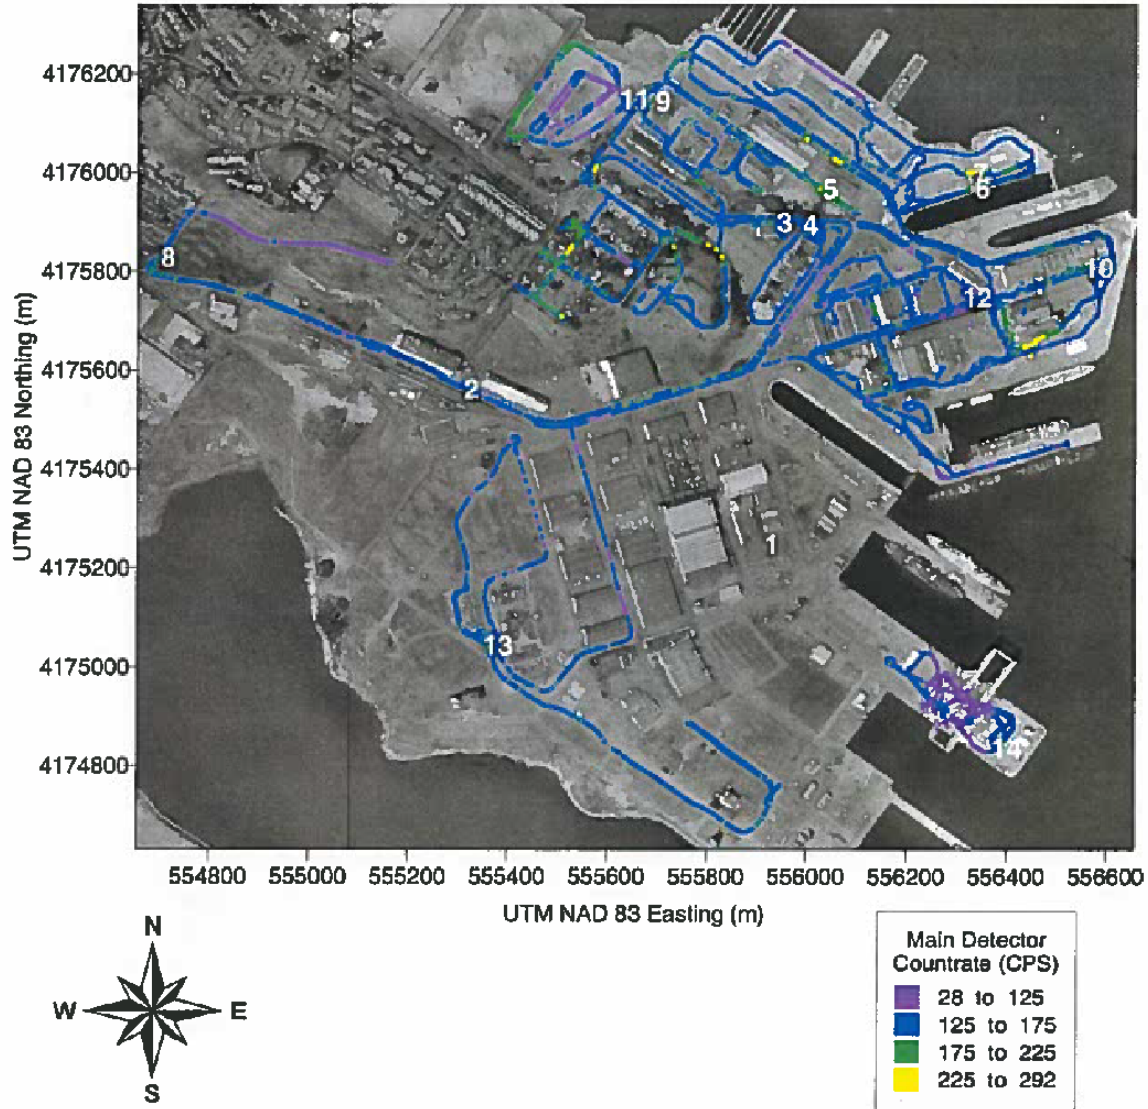 4176200
11 9
4176000
5
7
6
3 4
8
4175800
10
12
4175600
2
4175400
1
4175200
13
4175000
4174800
14
UTM NAD 83 Northing (m)
554800 555000 555200 555400 555600 555800 556000 556200 556400 556600
UTM NAD 83 Easting (m)
N
W E
S
Main Detector
Countrate (CPS)
28 to 125
125 to 175
175 to 225
225 to 292